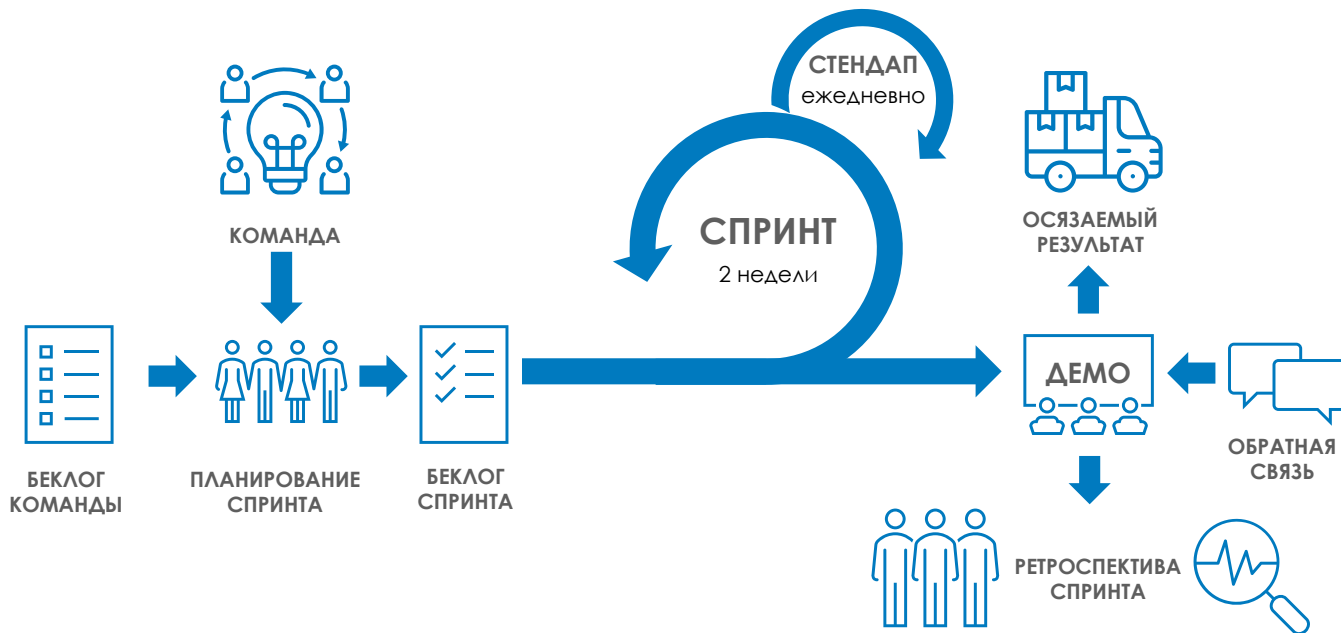 СТЕНДАП
ежедневно
КОМАНДА
СПРИНТ
2 недели
ОСЯЗАЕМЫЙ
РЕЗУЛЬТАТ
ДЕМО
БЕКЛОГ
КОМАНДЫ
ПЛАНИРОВАНИЕ
СПРИНТА
БЕКЛОГ
СПРИНТА
ОБРАТНАЯ
СВЯЗЬ
РЕТРОСПЕКТИВА
СПРИНТА